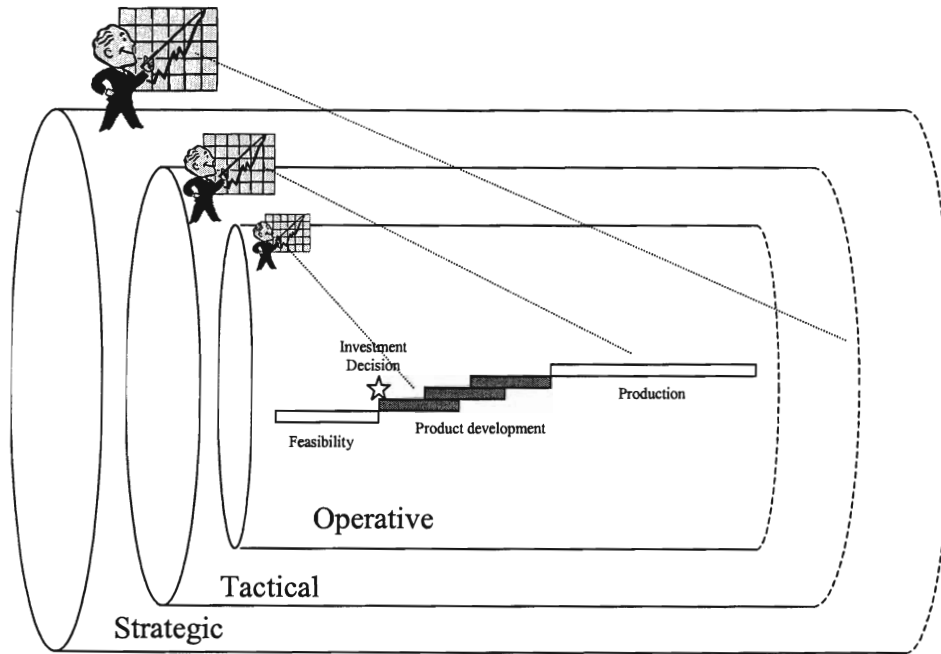 Investment
Decision
Production
Feasibility
Product development
Operative
Tactical
Strategic